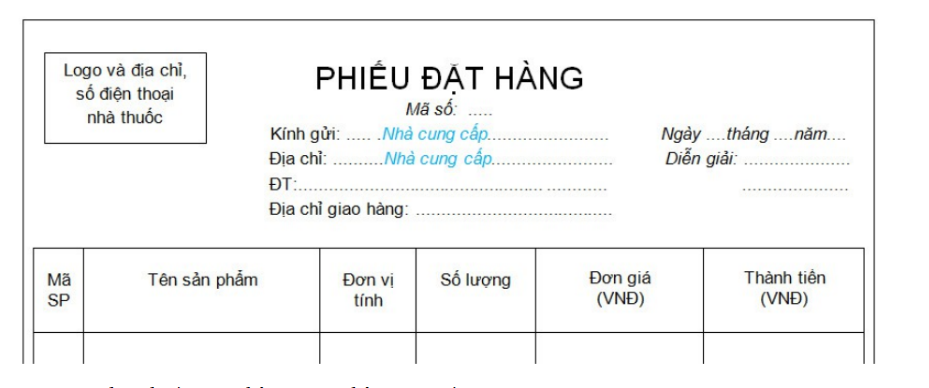 Logo và địa chỉ,
số điện thoại
nhà thuốc
PHIẾU ĐẶT HÀNG
Mã số: .....
Kính gửi: ..... .Nhà cung cấp........................
Ngày ....tháng ....năm....
Địa chỉ: ..........Nhà cung cấp........................
Diễn giải: .....................
ĐT:................................................ ............
.....................
Địa chỉ giao hàng: .......................................
Mã SP
Tên sản phẩm
Đơn vị tính
Số lượng
Đơn giá (VNĐ)
Thành tiền (VNĐ)